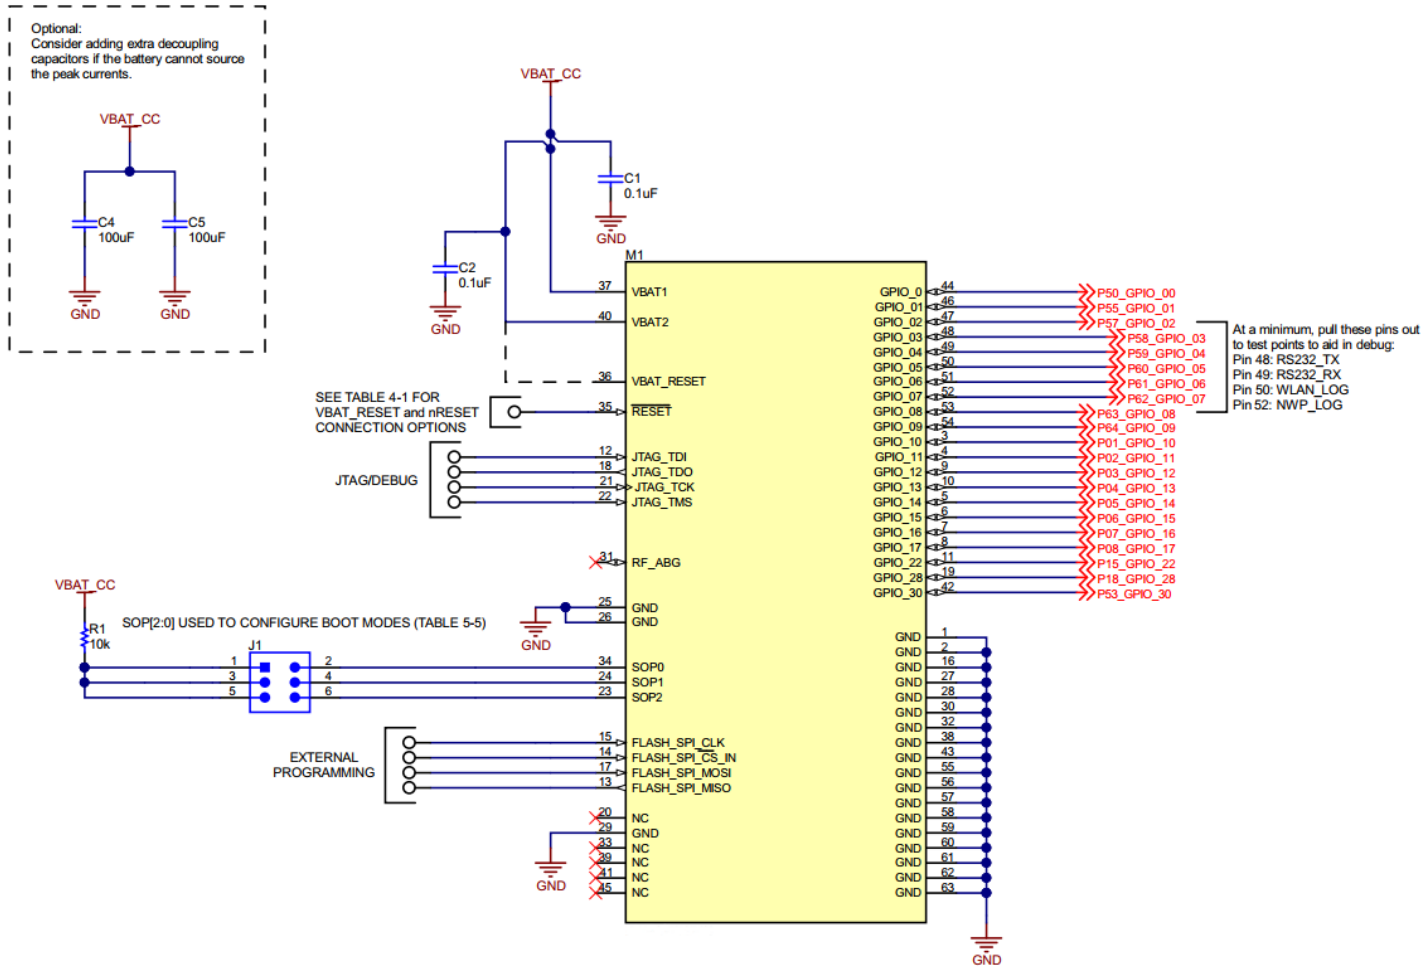 Optional:
Consider adding extra decoupling
capacitors if the battery cannot source
the peak currents.
VBAT_CC
C4
100uF
C5
100uF
GND
GND
VBAT_CC
C1
0.1uF
GND
C2
0.1uF
GND
M1
37 VBAT1
40 VBAT2
36 VBAT_RESET
35 RESET
SEE TABLE 4-1 FOR
VBAT_RESET and nRESET
CONNECTION OPTIONS
JTAG/DEBUG
12 JTAG_TDI
18 JTAG_TDO
21 JTAG_TCK
22 JTAG_TMS
31 RF_ABG
25 GND
26 GND
GND
VBAT_CC
R1
10k
SOP[2:0] USED TO CONFIGURE BOOT MODES (TABLE 5-5)
J1
1 2 34 SOP0
3 4 24 SOP1
5 6 23 SOP2
EXTERNAL
PROGRAMMING
15 FLASH_SPI_CLK
14 FLASH_SPI_CS_IN
17 FLASH_SPI_MOSI
13 FLASH_SPI_MISO
20 NC
29 GND
33 NC
39 NC
41 NC
45 NC
GND
GPIO_0 44 P50_GPIO_00
GPIO_01 46 P55_GPIO_01
GPIO_02 47 P57_GPIO_02
GPIO_03 48 P58_GPIO_03
GPIO_04 49 P59_GPIO_04
GPIO_05 50 P60_GPIO_05
GPIO_06 51 P61_GPIO_06
GPIO_07 52 P62_GPIO_07
GPIO_08 53 P63_GPIO_08
GPIO_09 54 P64_GPIO_09
GPIO_10 3 P01_GPIO_10
GPIO_11 4 P02_GPIO_11
GPIO_12 9 P03_GPIO_12
GPIO_13 10 P04_GPIO_13
GPIO_14 5 P05_GPIO_14
GPIO_15 6 P06_GPIO_15
GPIO_16 7 P07_GPIO_16
GPIO_17 8 P08_GPIO_17
GPIO_22 11 P15_GPIO_22
GPIO_28 19 P18_GPIO_28
GPIO_30 42 P53_GPIO_30
At a minimum, pull these pins out
to test points to aid in debug:
Pin 48: RS232_TX
Pin 49: RS232_RX
Pin 50: WLAN_LOG
Pin 52: NWP_LOG
GND 1
GND 2
GND 16
GND 27
GND 28
GND 30
GND 32
GND 38
GND 43
GND 55
GND 56
GND 57
GND 58
GND 59
GND 60
GND 61
GND 62
GND 63
GND